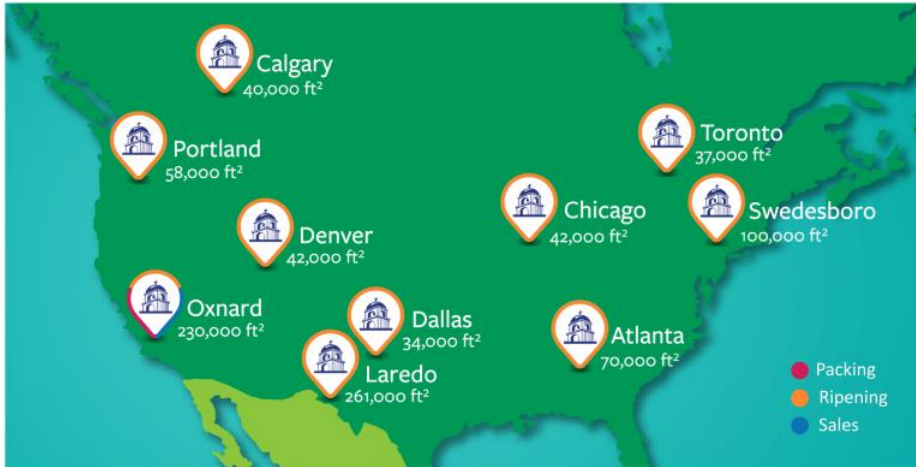 Calgary
40,000 ft²
Portland
58,000 ft²
Toronto
37,000 ft²
Denver
42,000 ft²
Chicago
42,000 ft²
Swedesboro
100,000 ft²
Oxnard
230,000 ft²
Dallas
34,000 ft²
Laredo
261,000 ft²
Atlanta
70,000 ft²
Packing
Ripening
Sales